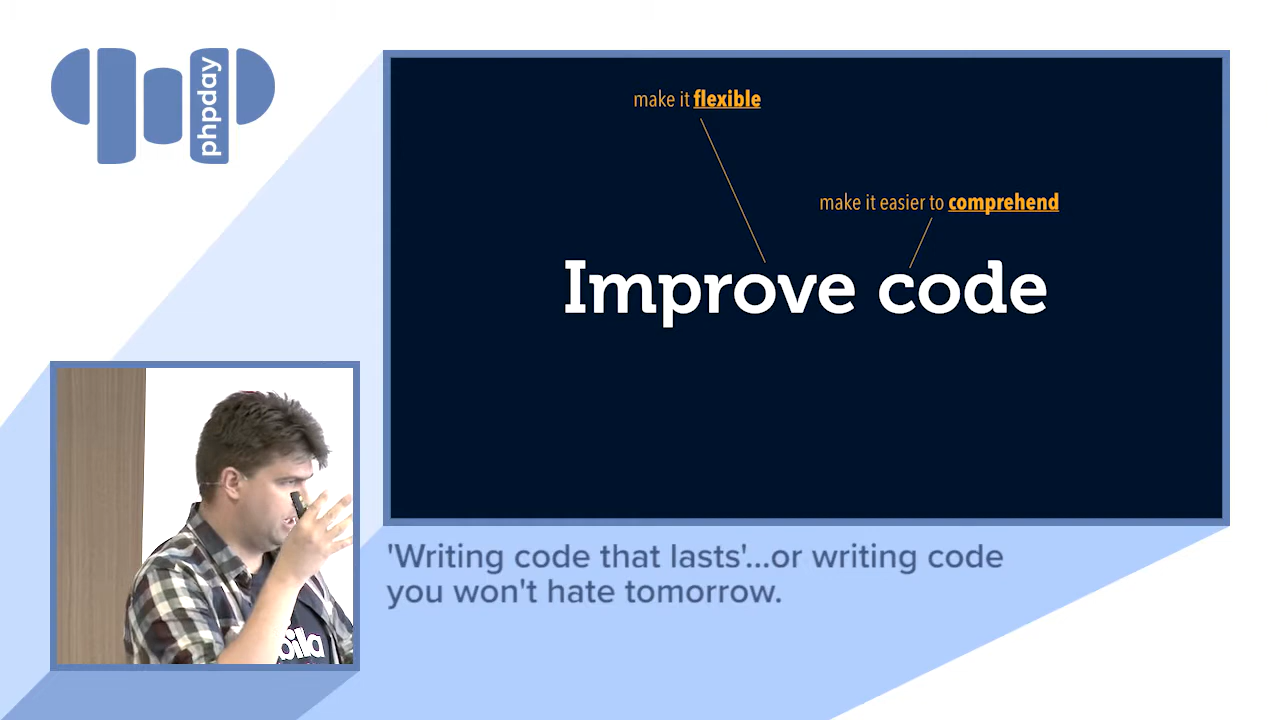 phpday
make it flexible
make it easier to comprehend
Improve code
'Writing code that lasts'...or writing code
you won't hate tomorrow.